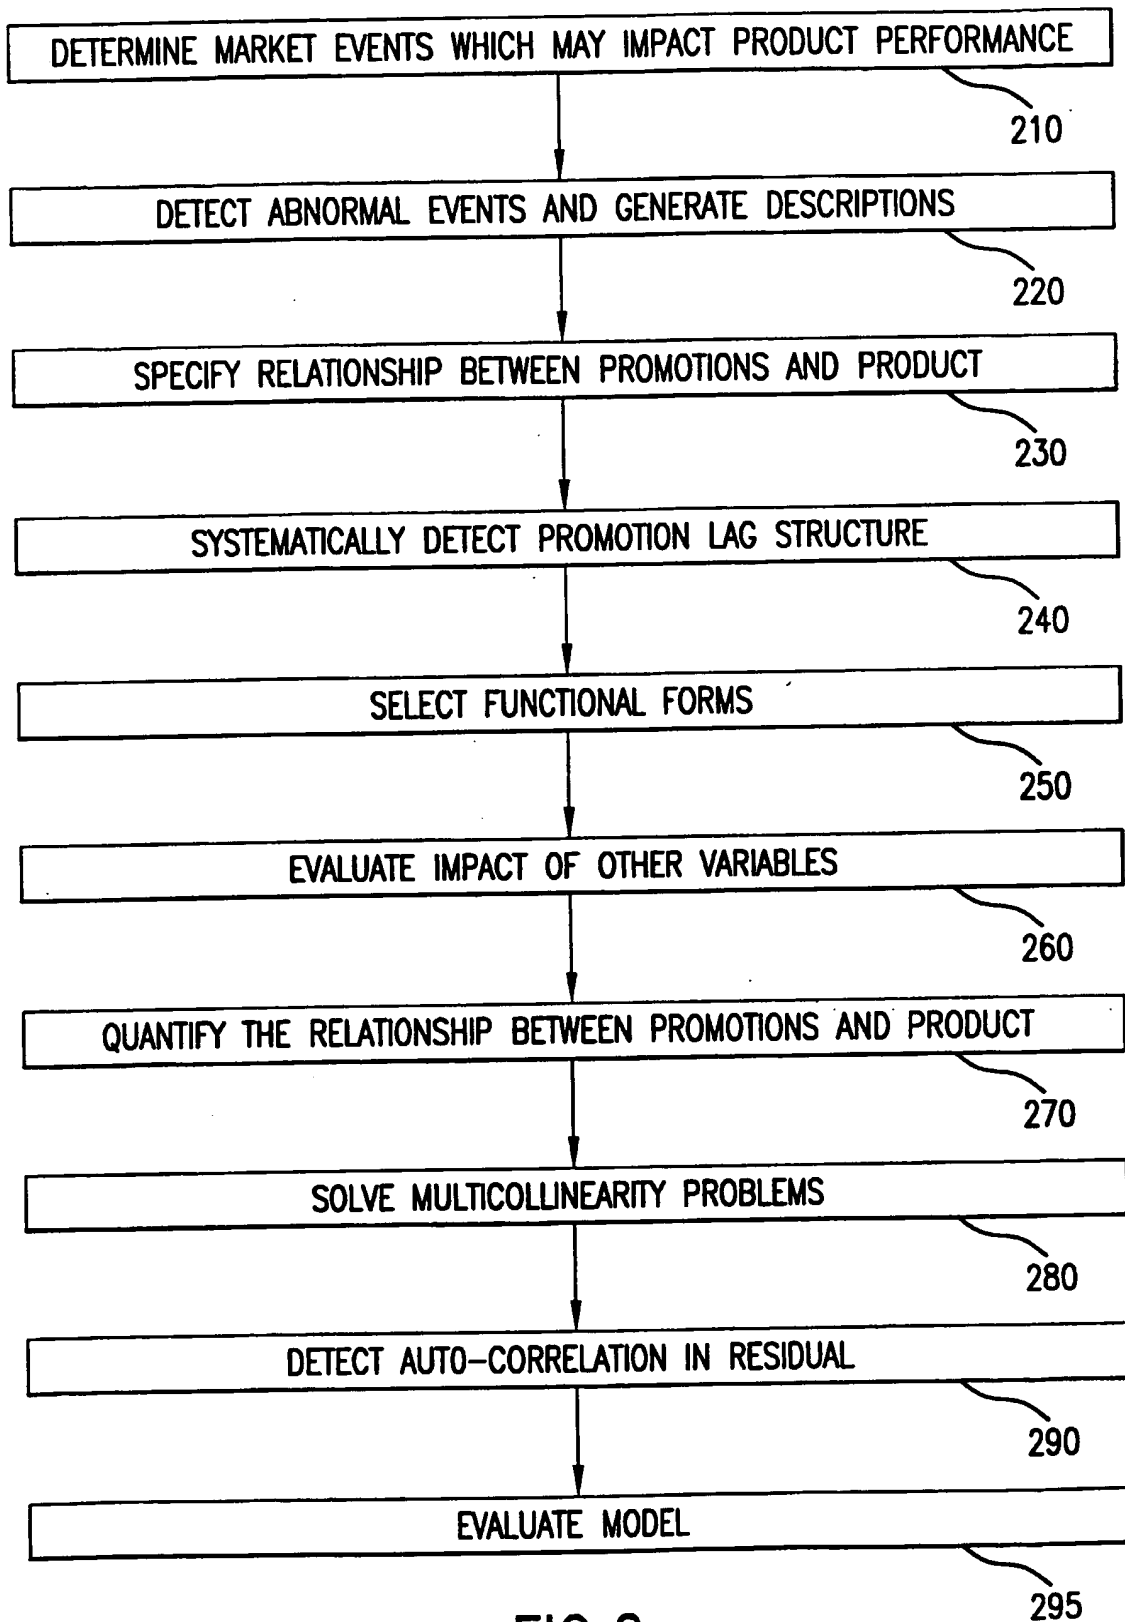 DETERMINE MARKET EVENTS WHICH MAY IMPACT PRODUCT PERFORMANCE
210
DETECT ABNORMAL EVENTS AND GENERATE DESCRIPTIONS
220
SPECIFY RELATIONSHIP BETWEEN PROMOTIONS AND PRODUCT
230
SYSTEMATICALLY DETECT PROMOTION LAG STRUCTURE
240
SELECT FUNCTIONAL FORMS
250
EVALUATE IMPACT OF OTHER VARIABLES
260
QUANTIFY THE RELATIONSHIP BETWEEN PROMOTIONS AND PRODUCT
270
SOLVE MULTICOLLINEARITY PROBLEMS
280
DETECT AUTO-CORRELATION IN RESIDUAL
290
EVALUATE MODEL
295